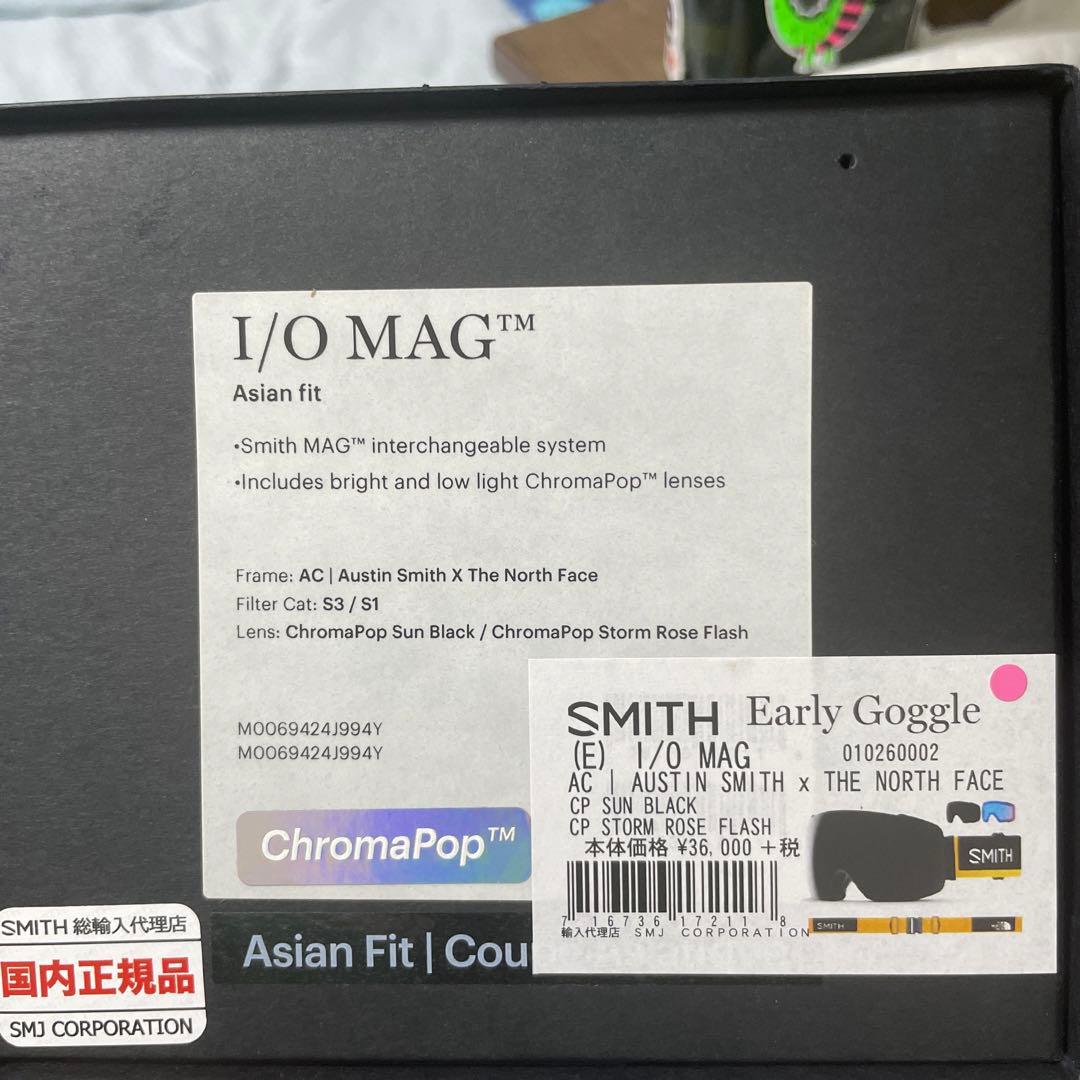 I/O MAG™
Asian fit
•Smith MAG™ interchangeable system
•Includes bright and low light ChromaPop™ lenses
Frame: AC | Austin Smith X The North Face
Filter Cat: S3 / S1
Lens: ChromaPop Sun Black / ChromaPop Storm Rose Flash
M0069424J994Y
M0069424J994Y
ChromaPop™
Asian Fit | Cou
SMITH Early Goggle
(E) I/O MAG 010260002
AC | AUSTIN SMITH x THE NORTH FACE
CP SUN BLACK
CP STORM ROSE FLASH
本体価格 ¥36,000 +税
SMITH
7 16736 17211 8
輸入代理店 SMJ CORPORATION
SMITH
SMITH 総輸入代理店
国内正規品
SMJ CORPORATION